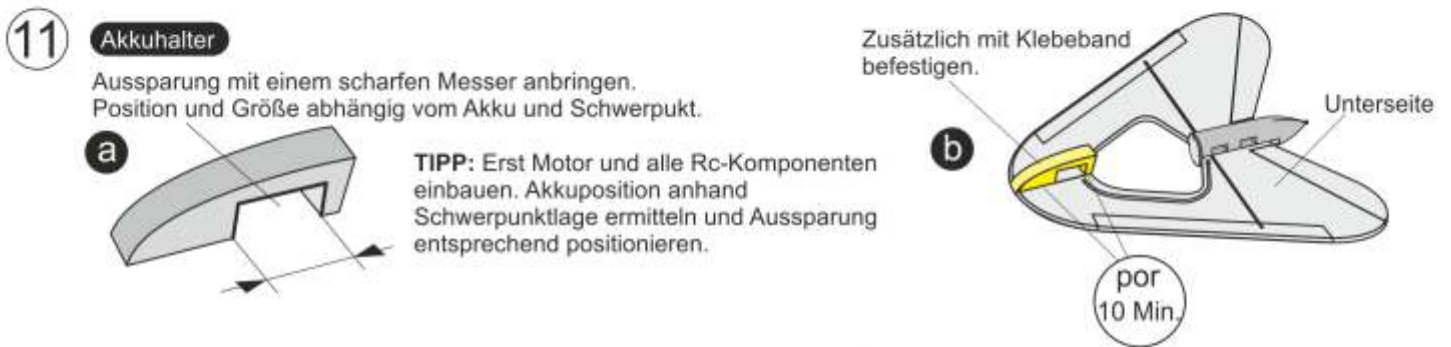 11
Akkuhalter
Aussparung mit einem scharfen Messer anbringen.
Position und Größe abhängig vom Akku und Schwerpukt.
a
TIPP: Erst Motor und alle Rc-Komponenten
einbauen. Akkuposition anhand
Schwerpunktlage ermitteln und Aussparung
entsprechend positionieren.
Zusätzlich mit Klebeband
befestigen.
b
Unterseite
por
10 Min.